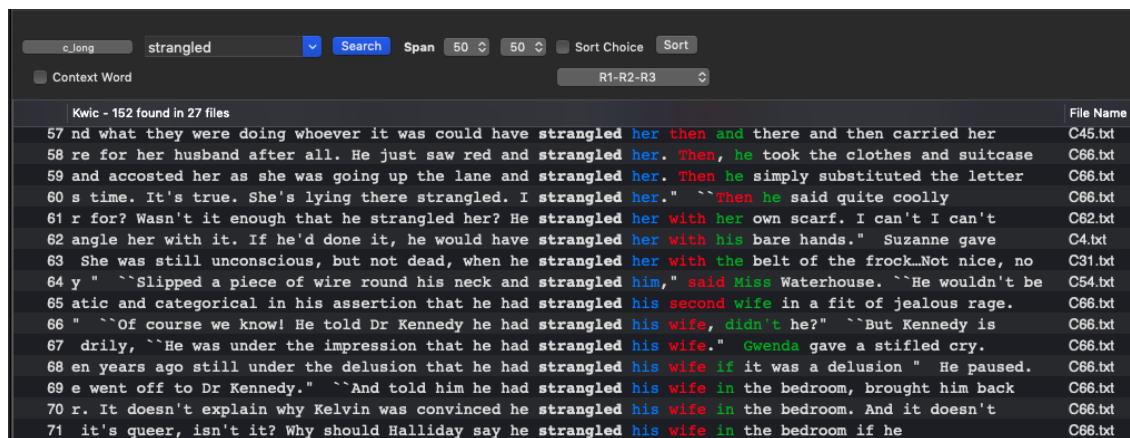 c_long strangled Search Span 50 50 Sort Choice Sort
Context Word R1-R2-R3
Kwic - 152 found in 27 files File Name
57 nd what they were doing whoever it was could have strangled her then and there and then carried her C45.txt
58 re for her husband after all. He just saw red and strangled her. Then, he took the clothes and suitcase C66.txt
59 and accosted her as she was going up the lane and strangled her. Then he simply substituted the letter C66.txt
60 s time. It's true. She's lying there strangled. I strangled her." ``Then he said quite coolly C66.txt
61 r for? Wasn't it enough that he strangled her? He strangled her with her own scarf. I can't I can't C62.txt
62 angle her with it. If he'd done it, he would have strangled her with his bare hands." Suzanne gave C4.txt
63 She was still unconscious, but not dead, when he strangled her with the belt of the frock…Not nice, no C31.txt
64 y " ``Slipped a piece of wire round his neck and strangled him," said Miss Waterhouse. ``He wouldn't be C54.txt
65 atic and categorical in his assertion that he had strangled his second wife in a fit of jealous rage. C66.txt
66 " ``Of course we know! He told Dr Kennedy he had strangled his wife, didn't he?" ``But Kennedy is C66.txt
67 drily, ``He was under the impression that he had strangled his wife." Gwenda gave a stifled cry. C66.txt
68 en years ago still under the delusion that he had strangled his wife if it was a delusion " He paused. C66.txt
69 e went off to Dr Kennedy." ``And told him he had strangled his wife in the bedroom, brought him back C66.txt
70 r. It doesn't explain why Kelvin was convinced he strangled his wife in the bedroom. And it doesn't C66.txt
71 it's queer, isn't it? Why should Halliday say he strangled his wife in the bedroom if he C66.txt